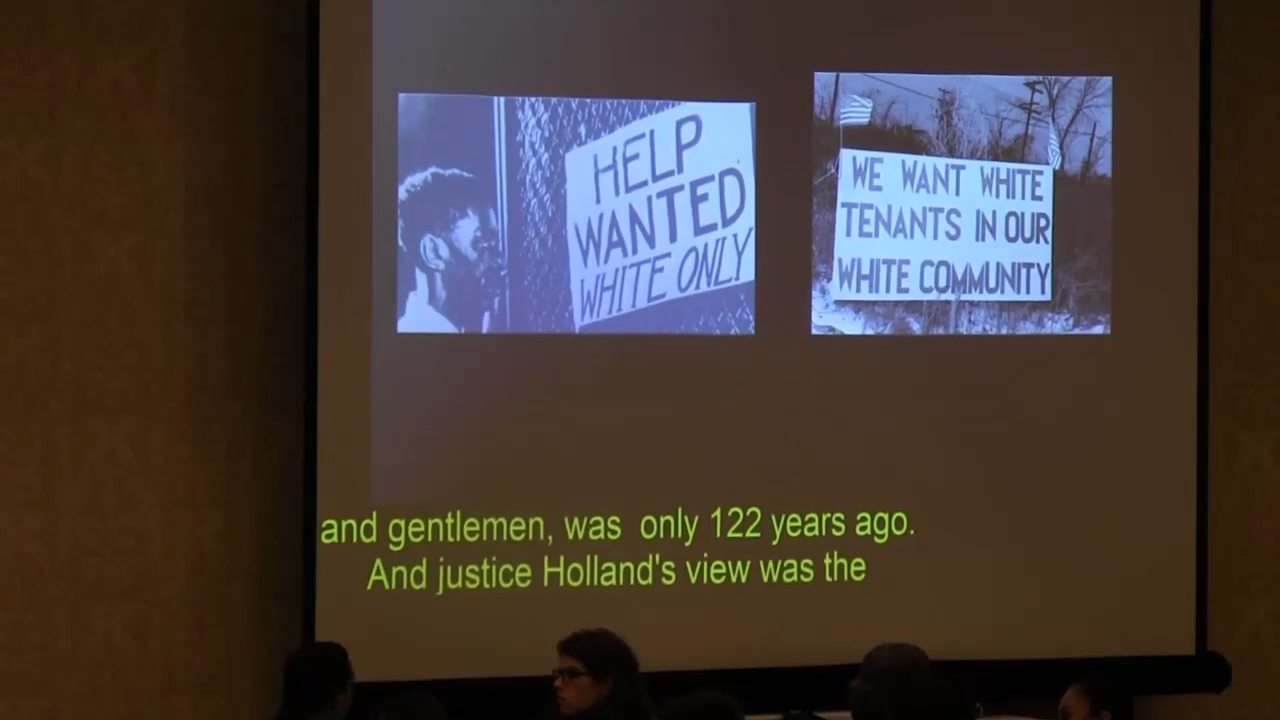 HELP
WANTED
WHITE ONLY
WE WANT WHITE
TENANTS IN OUR
WHITE COMMUNITY
and gentlemen, was only 122 years ago.
And justice Holland's view was the